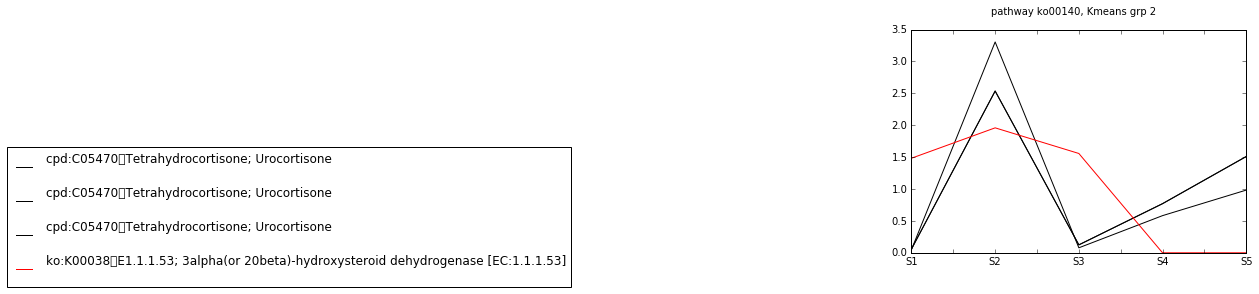 pathway ko00140, Kmeans grp 2
3.5
3.0
2.5
2.0
1.5
1.0
0.5
0.0
S1 S2 S3 S4 S5
cpd:C05470▯Tetrahydrocortisone; Urocortisone
cpd:C05470▯Tetrahydrocortisone; Urocortisone
cpd:C05470▯Tetrahydrocortisone; Urocortisone
ko:K00038▯E1.1.1.53; 3alpha(or 20beta)-hydroxysteroid dehydrogenase [EC:1.1.1.53]